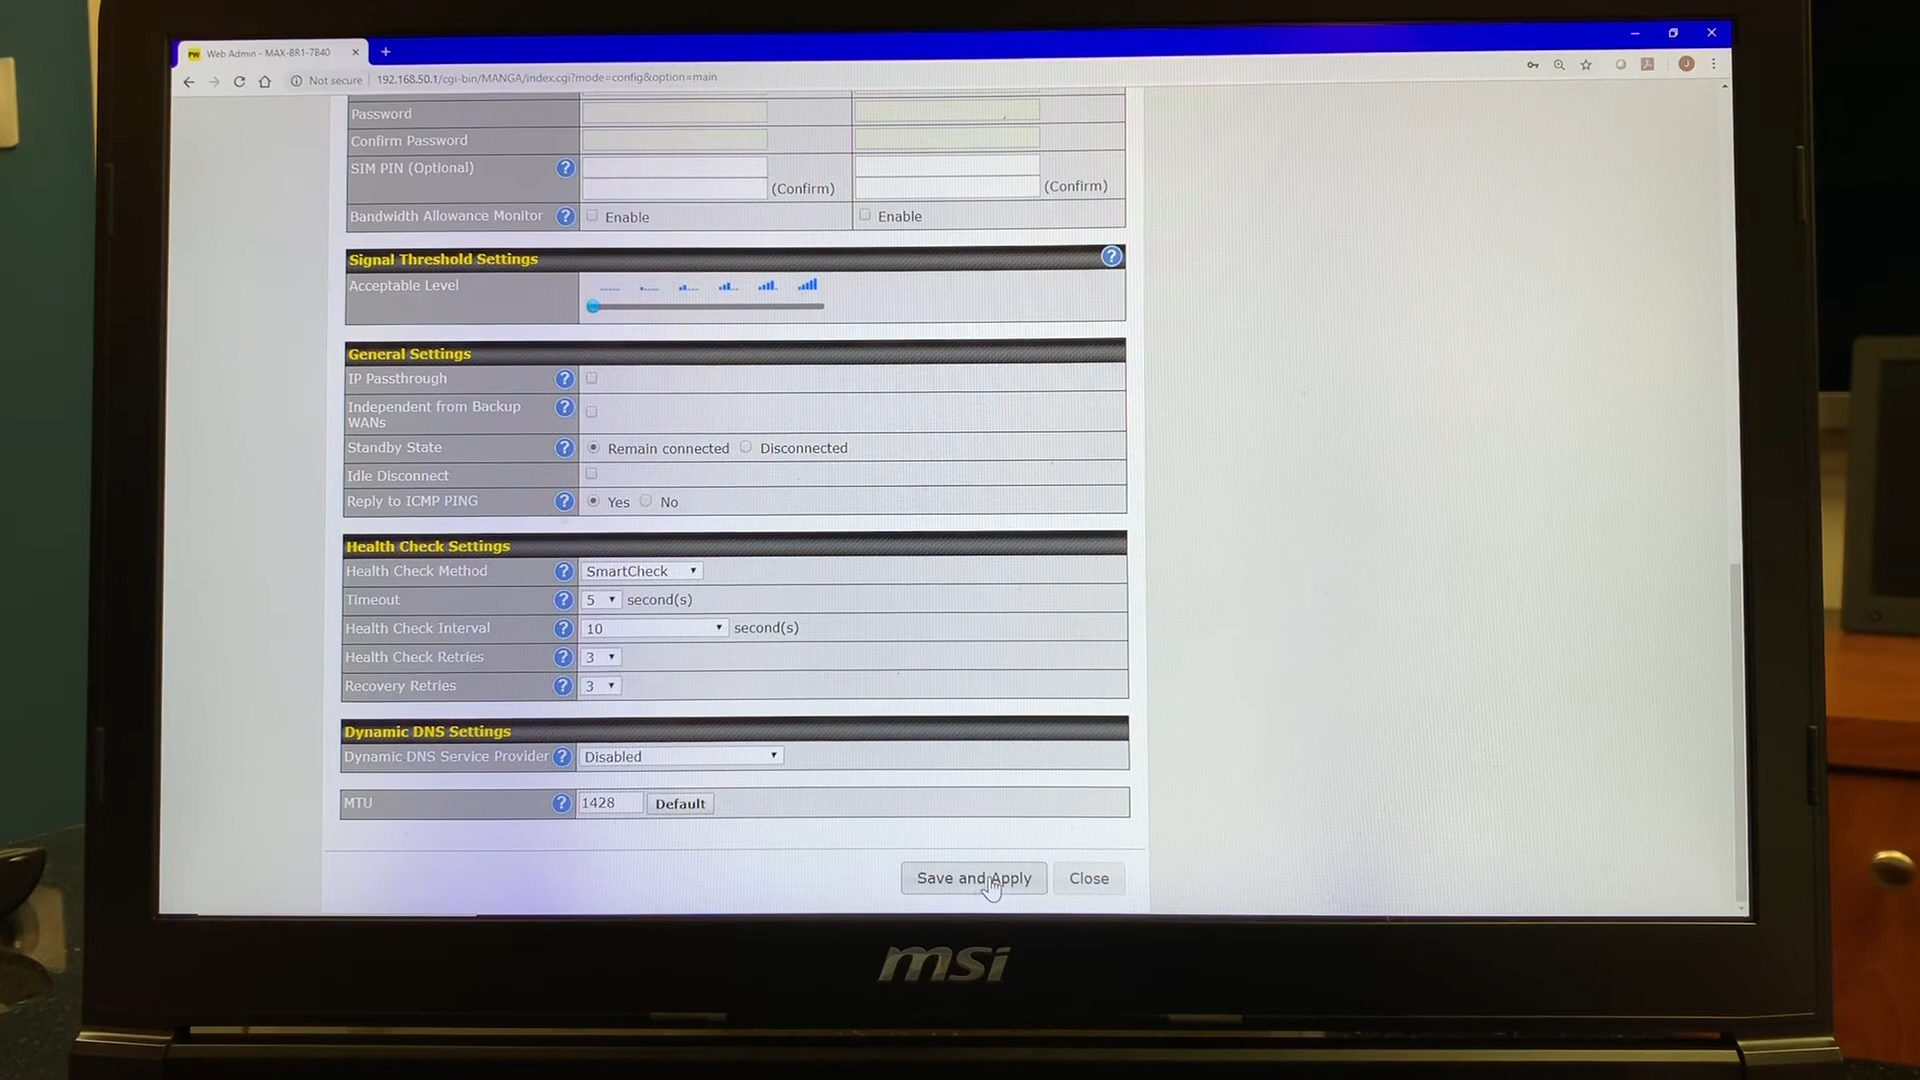 PW Web Admin - MAX-BR1-7B40
Not secure 192.168.50.1/cgi-bin/MANGA/index.cgi?mode=config&option=main
J
Password
Confirm Password
SIM PIN (Optional) ?
(Confirm) (Confirm)
Bandwidth Allowance Monitor ? Enable Enable
Signal Threshold Settings ?
Acceptable Level
General Settings
IP Passthrough ?
Independent from Backup ?
WANs
Standby State ? Remain connected Disconnected
Idle Disconnect
Reply to ICMP PING ? Yes No
Health Check Settings
Health Check Method ? SmartCheck
Timeout ? 5 second(s)
Health Check Interval ? 10 second(s)
Health Check Retries ? 3
Recovery Retries ? 3
Dynamic DNS Settings
Dynamic DNS Service Provider ? Disabled
MTU ? 1428 Default
Save and Apply Close
msi